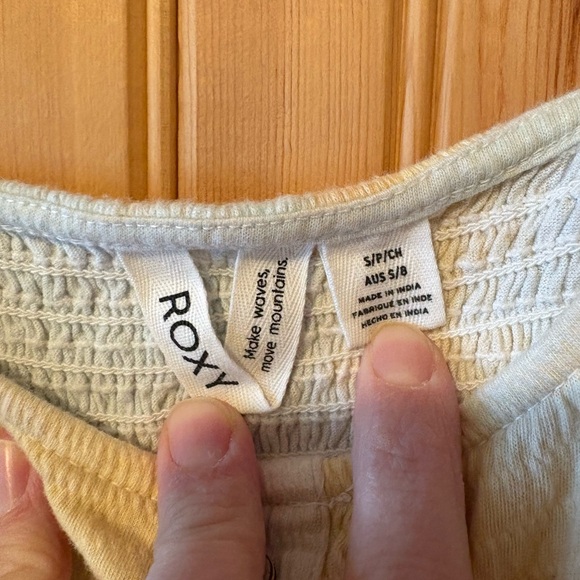 ROXY
Make waves,
move mountains.
S/P/CH
AUS S/8
MADE IN INDIA
FABRIQUÉ EN INDE
HECHO EN INDIA